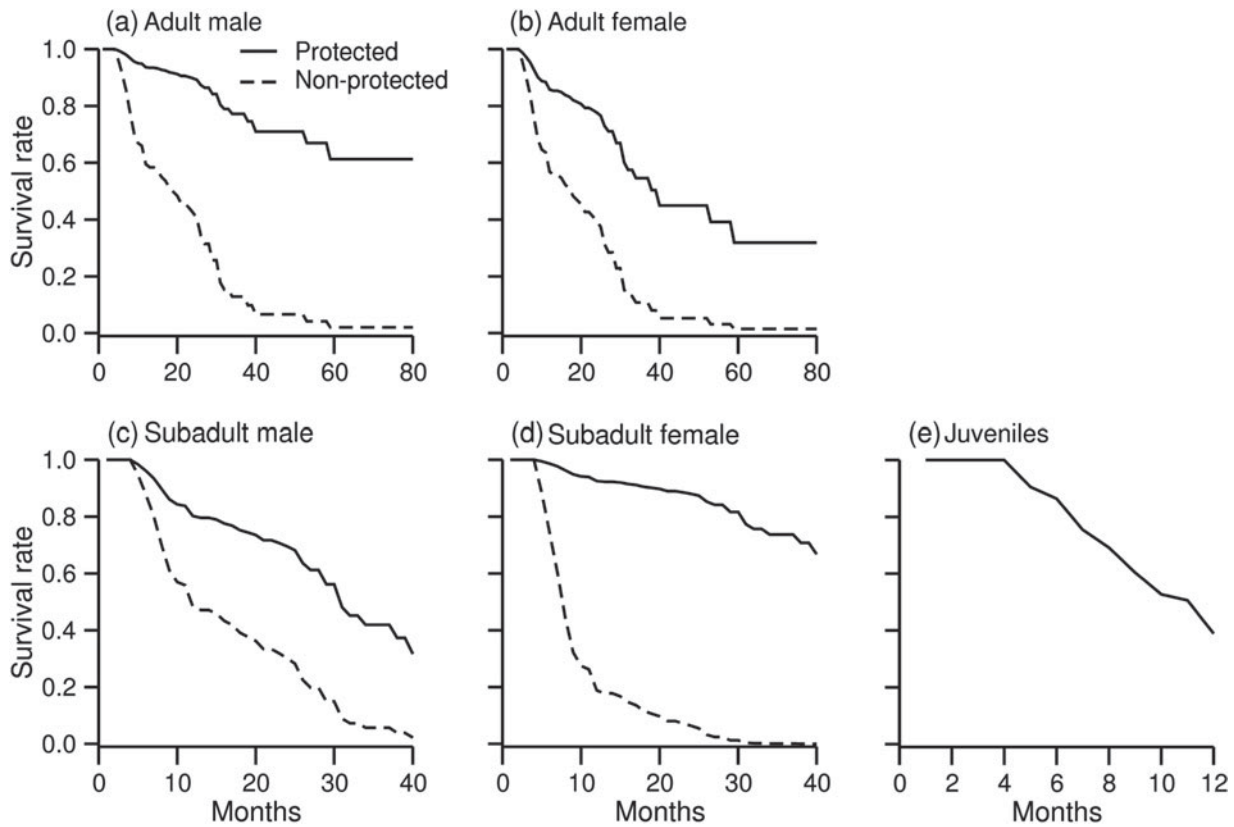 (a) Adult male
(b) Adult female
Protected
Non-protected
Survival rate
1.0
0.8
0.6
0.4
0.2
0.0
0 20 40 60 80
0 20 40 60 80
(c) Subadult male
(d) Subadult female
(e) Juveniles
Survival rate
1.0
0.8
0.6
0.4
0.2
0.0
0 10 20 30 40
0 10 20 30 40
0 2 4 6 8 10 12
Months
Months
Months